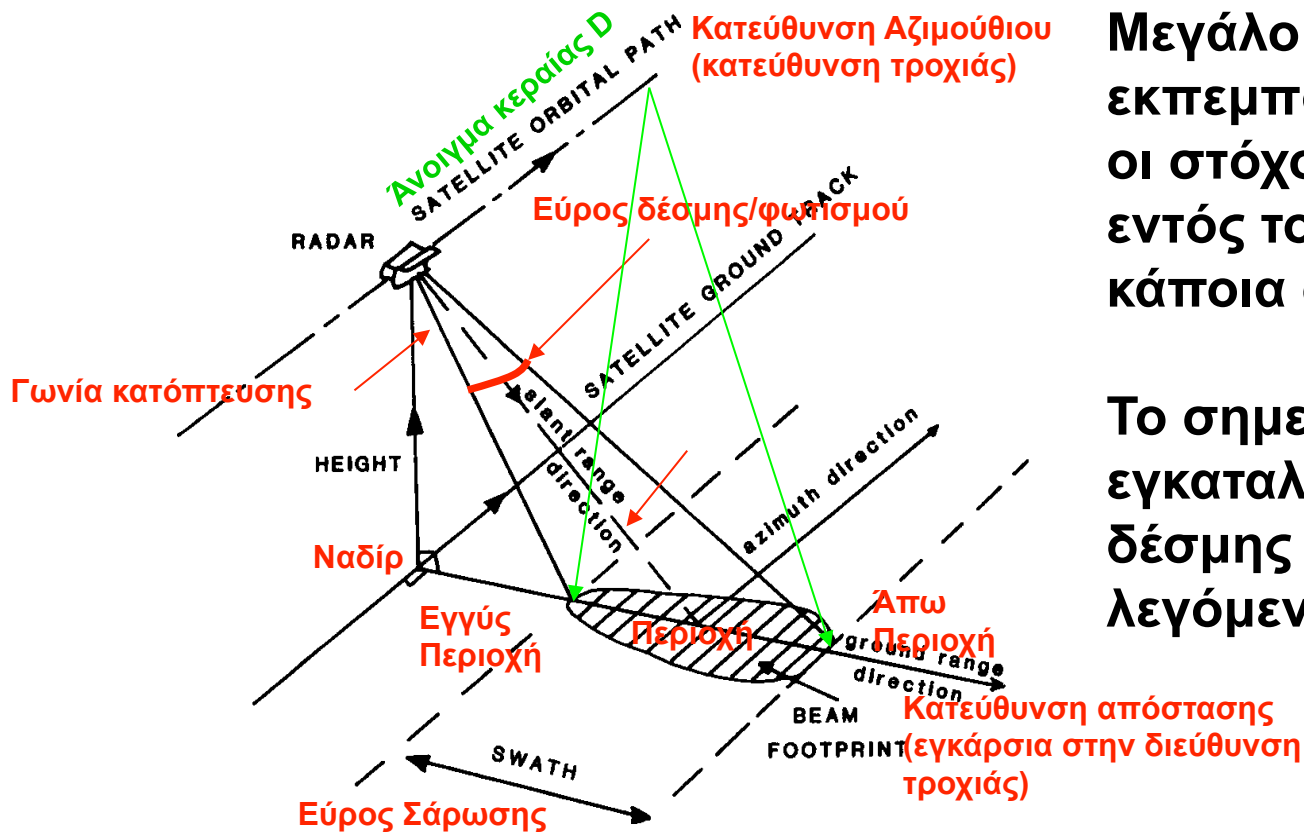 Κατεύθυνση Αζιμούθιου
(κατεύθυνση τροχιάς)
Άνοιγμα κεραίας D
SATELLITE ORBITAL PATH
RADAR
Εύρος δέσμης/φωτισμού
SATELLITE GROUND TRACK
Γωνία κατόπτευσης
slant range
direction
HEIGHT
azimuth direction
Ναδίρ
Εγγύς
Περιοχή
Περιοχή
Άπω
Περιοχή
ground range
direction
BEAM
FOOTPRINT
Κατεύθυνση απόστασης
(εγκάρσια στην διεύθυνση
τροχιάς)
SWATH
Εύρος Σάρωσης
Μεγάλο
εκπεμπ
οι στόχο
εντός το
κάποια
Το σημε
εγκαταλ
δέσμης
λεγόμεν